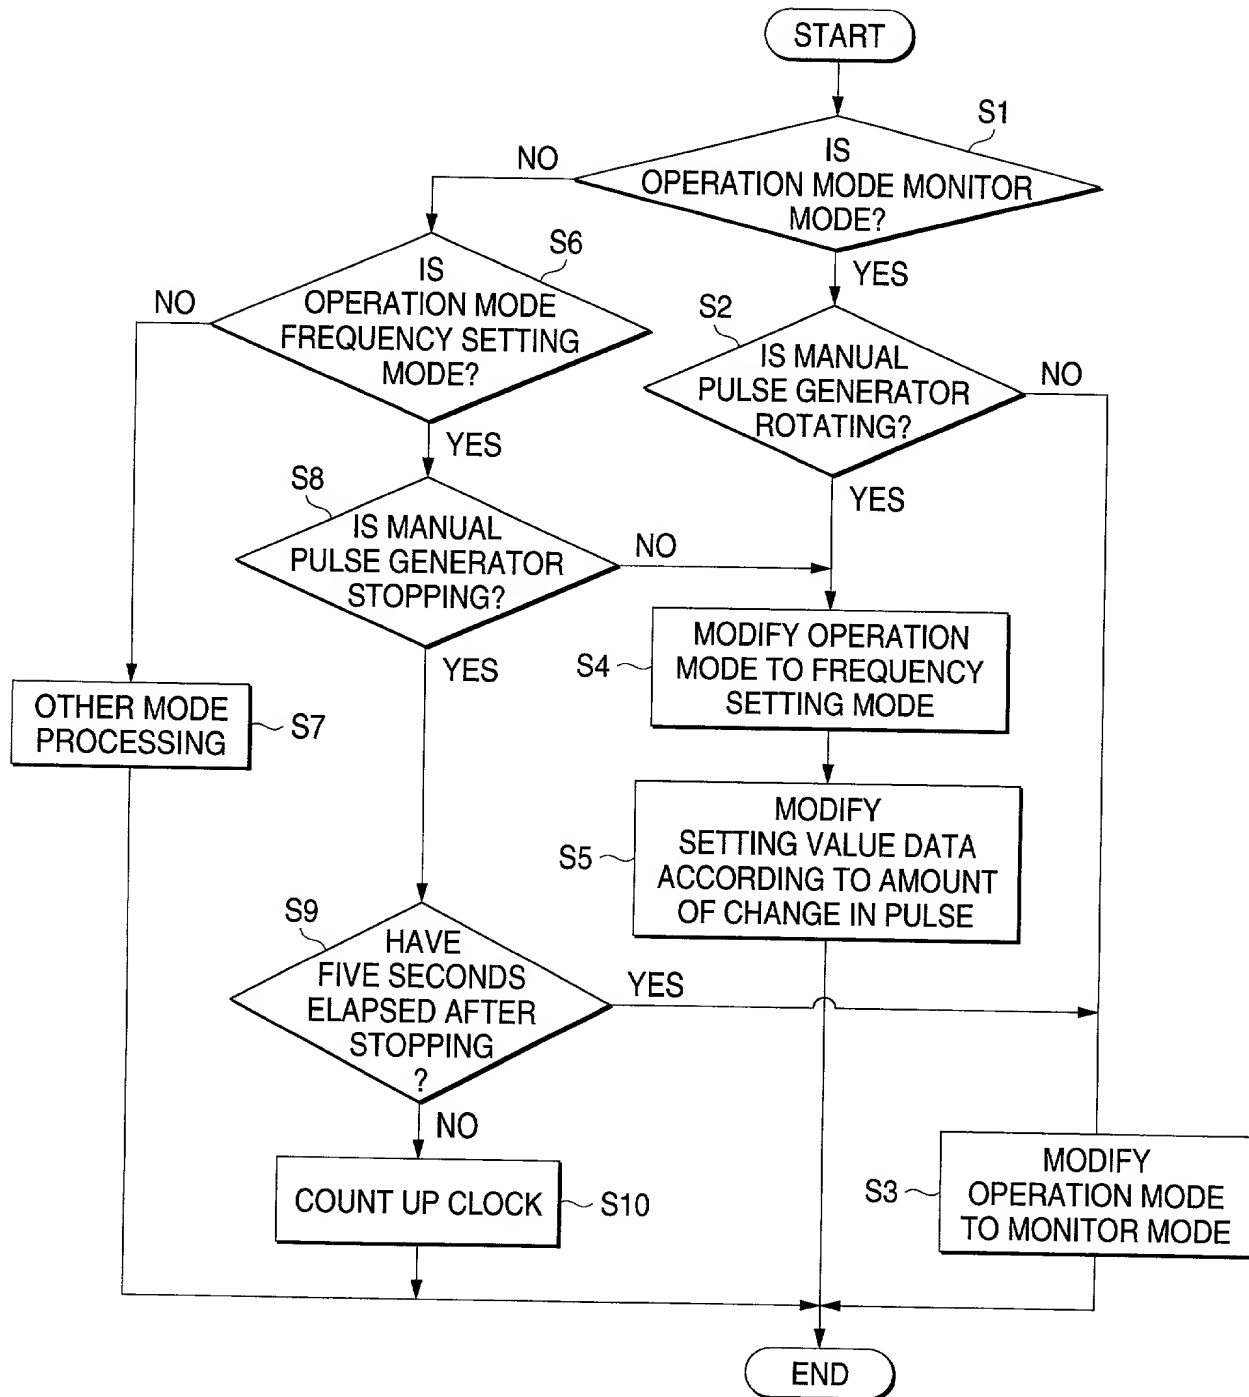 START
S1
IS
OPERATION MODE MONITOR
MODE?
NO
YES
S6
IS
OPERATION MODE
FREQUENCY SETTING
MODE?
NO
YES
S2
IS MANUAL
PULSE GENERATOR
ROTATING?
NO
YES
S8
IS MANUAL
PULSE GENERATOR
STOPPING?
NO
YES
S4
MODIFY OPERATION
MODE TO FREQUENCY
SETTING MODE
OTHER MODE
PROCESSING
S7
S5
MODIFY
SETTING VALUE DATA
ACCORDING TO AMOUNT
OF CHANGE IN PULSE
S9
HAVE
FIVE SECONDS
ELAPSED AFTER
STOPPING
?
YES
NO
COUNT UP CLOCK
S10
S3
MODIFY
OPERATION MODE
TO MONITOR MODE
END